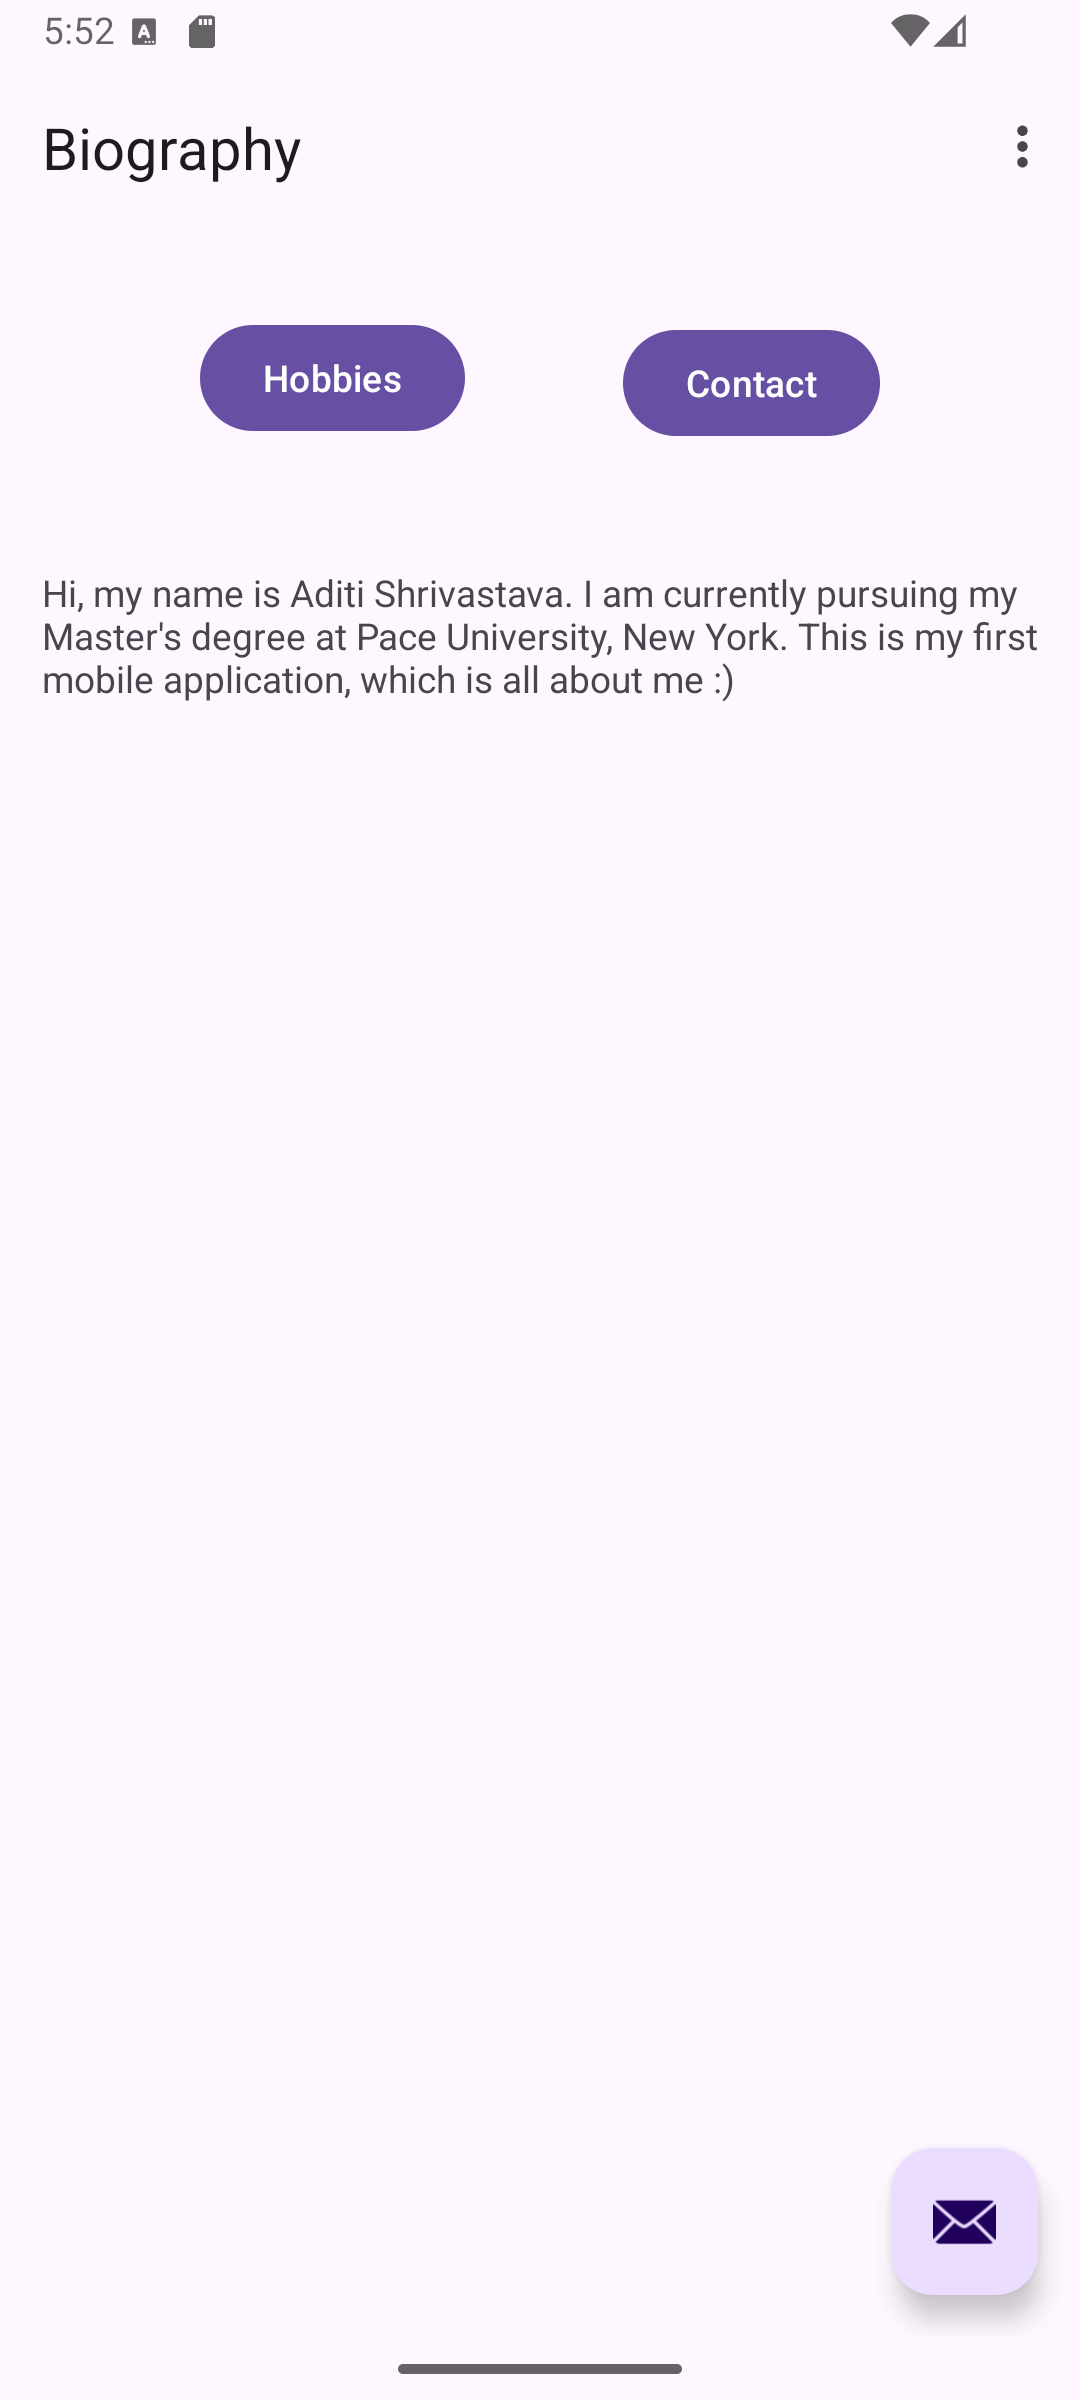 5:52
Biography
Hobbies
Contact
Hi, my name is Aditi Shrivastava. I am currently pursuing my
Master's degree at Pace University, New York. This is my first
mobile application, which is all about me :)